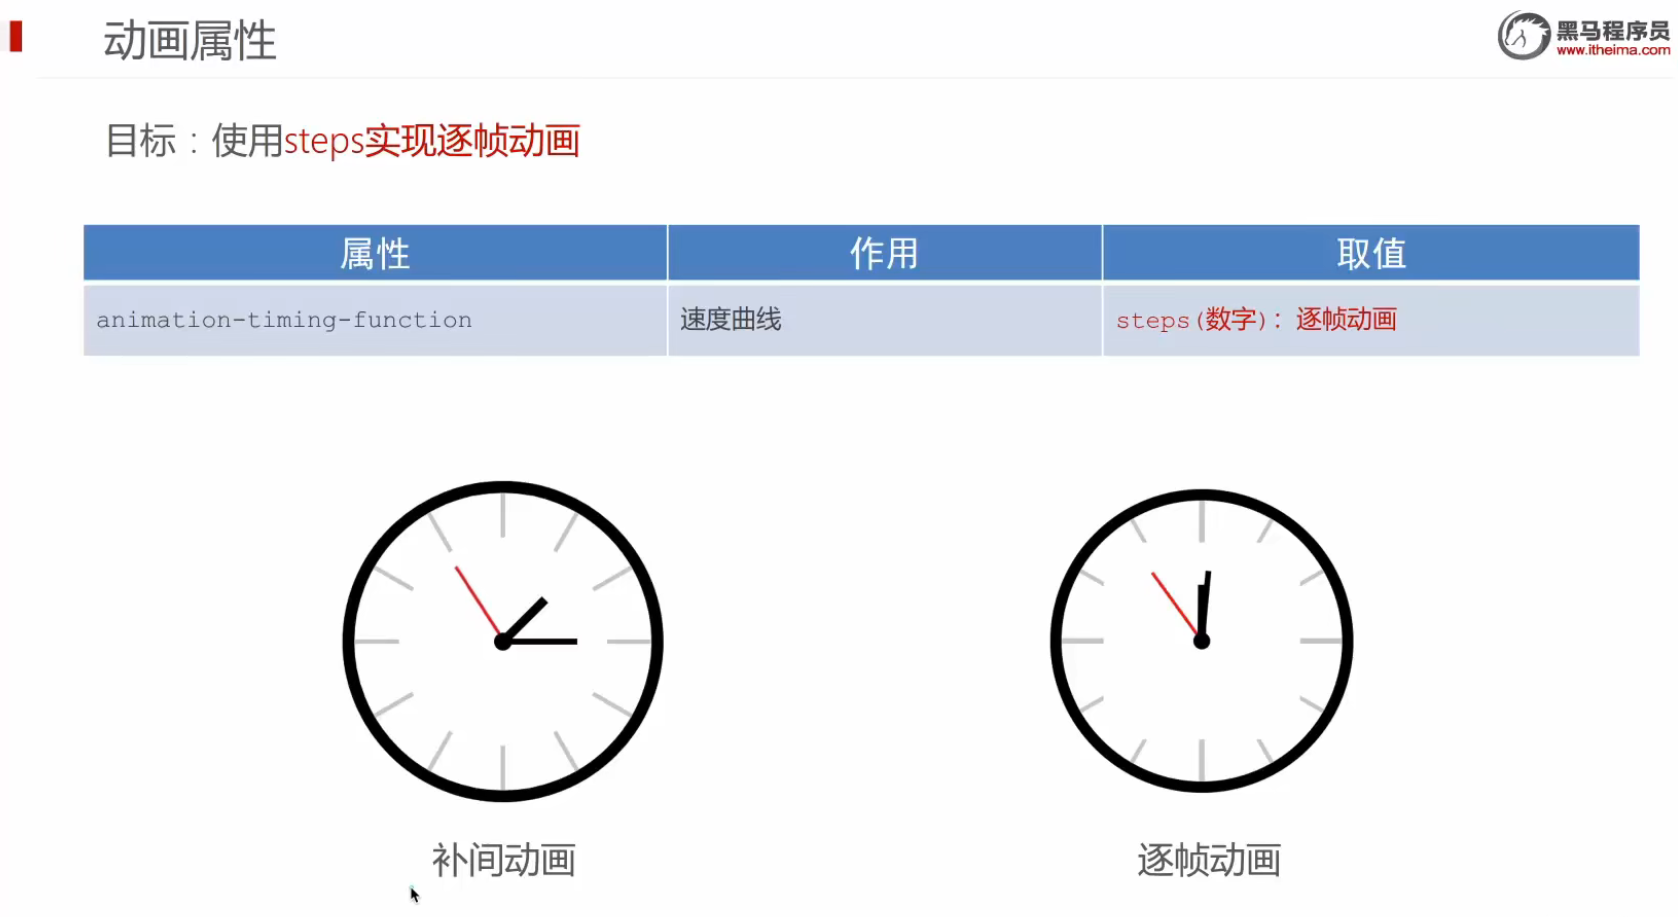 动画属性
黑马程序员
www.itheima.com
目标：使用steps实现逐帧动画
属性 作用 取值
animation-timing-function 速度曲线 steps(数字)：逐帧动画
补间动画 逐帧动画